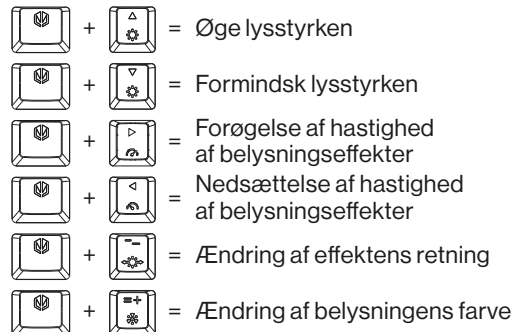 + = Øge lysstyrken
+ = Formindsk lysstyrken
+ = Forøgelse af hastighed
af belysningseffekter
+ = Nedsættelse af hastighed
af belysningseffekter
+ -_ = Ændring af effektens retning
+ =+ = Ændring af belysningens farve